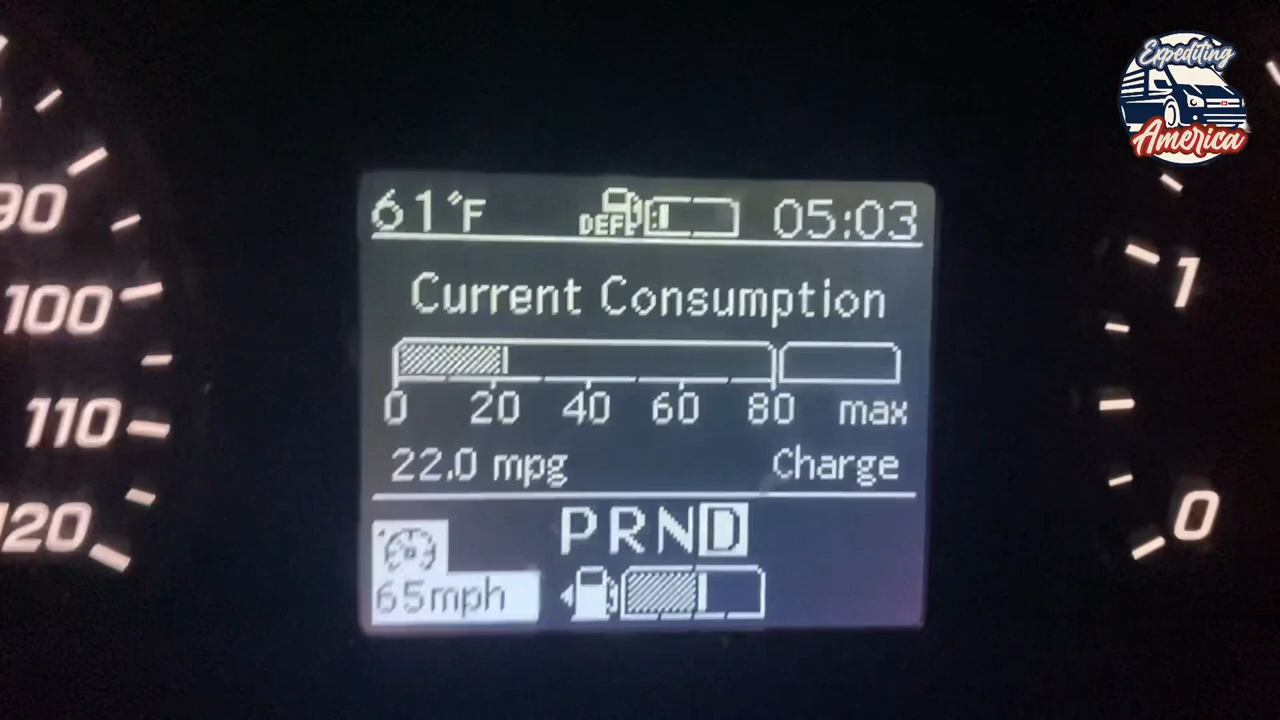 Expediting
America
90
100
110
120
1
0
61°F DEF 05:03
Current Consumption
0 20 40 60 80 max
22.0 mpg Charge
PRND
65mph